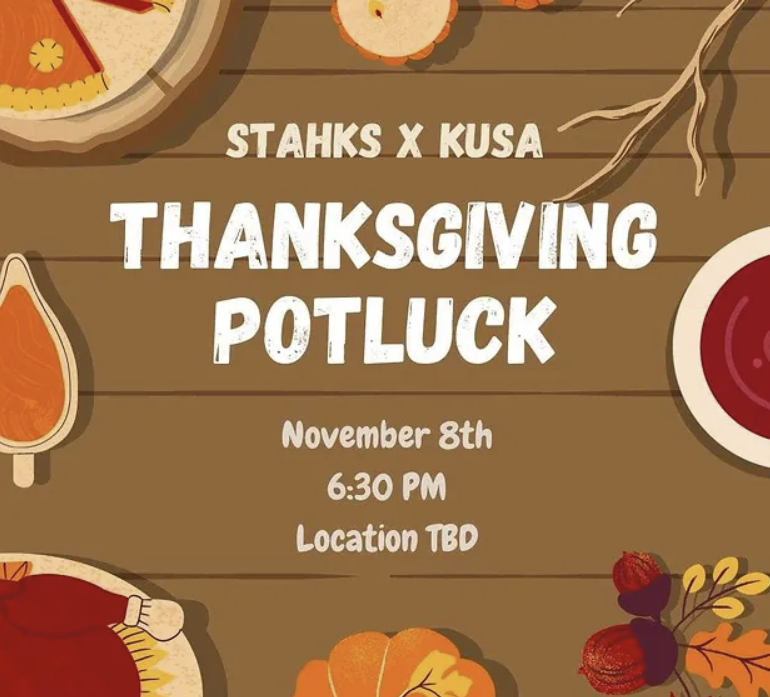 STAHKS X KUSA
THANKSGIVING
POTLUCK
November 8th
6:30 PM
Location TBD